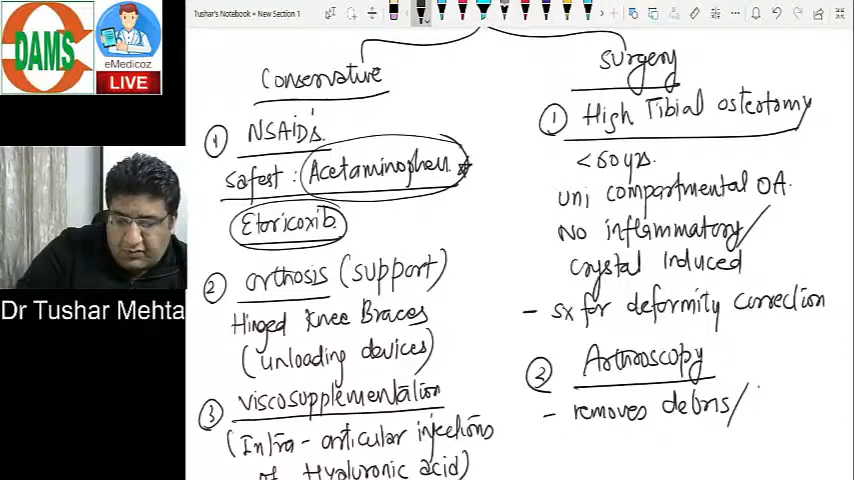 DAMS
eMedicoz
LIVE
Dr Tushar Mehta
Tushar's Notebook » New Section 1
Conservative
① NSAIDs.
safest : Acetaminophen.
Etoricoxib.
② orthosis (support)
Hinged Knee Braces
(unloading devices)
③ viscosupplementation
(Intra - articular injections
of Hyaluronic acid)
Surgery
① High Tibial osteotomy
<60yrs.
uni compartmental OA.
No inflammatory/
crystal Induced
- sx for deformity correction
② Arthroscopy
- removes debris/